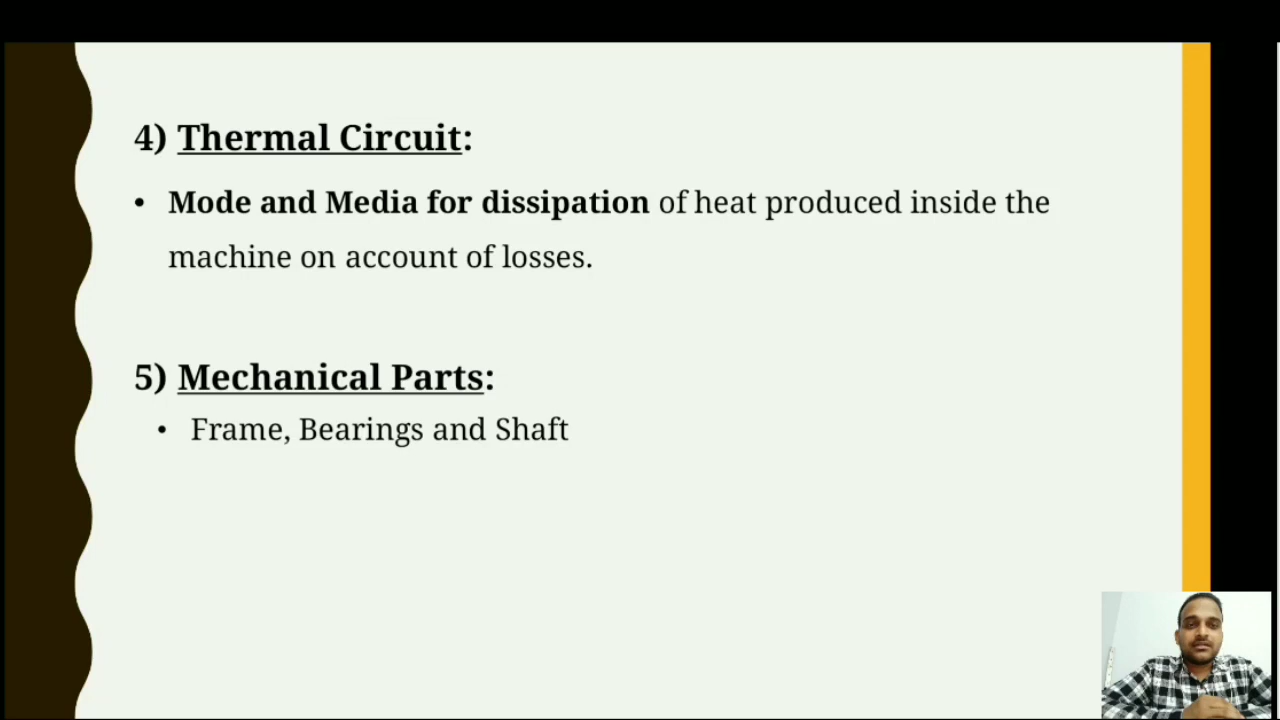 4) Thermal Circuit:
• Mode and Media for dissipation of heat produced inside the
machine on account of losses.
5) Mechanical Parts:
• Frame, Bearings and Shaft